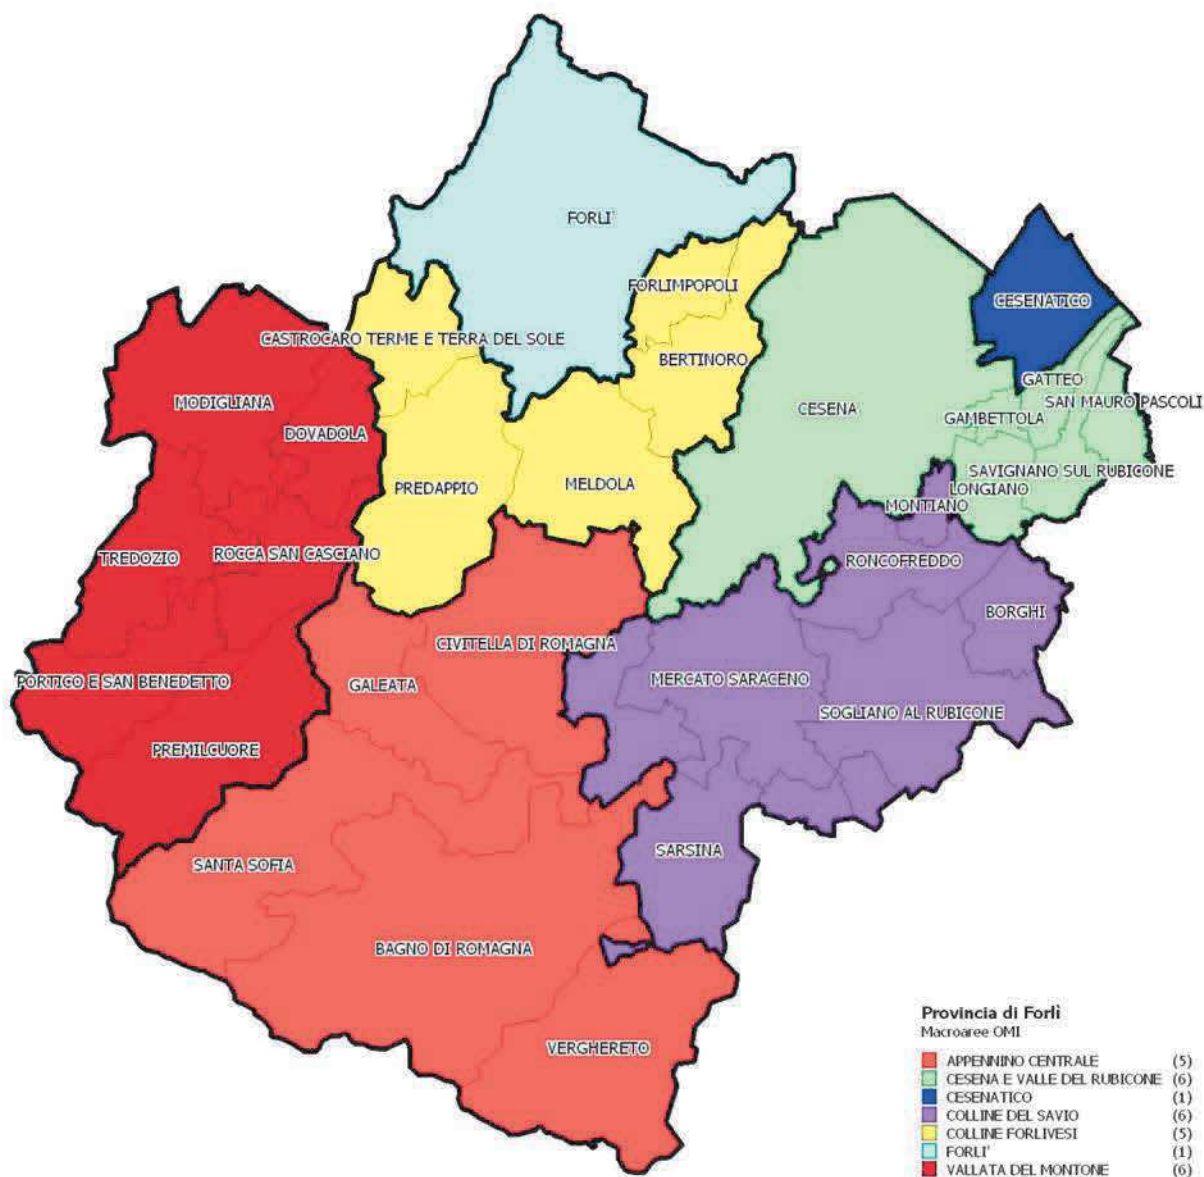 FORLI'
FORLIMPOPOLI
CESENATICO
CASTROCARO TERME E TERRA DEL SOLE
BERTINORO
GATTEO
MODIGLIANA
CESENA
SAN MAURO PASCOLI
GAMBETTOLA
DOVADOLA
SAVIGNANO SUL RUBICONE
PREDAPPIO
MELDOLA
LONGIANO
MONTIANO
TREDOZIO
ROCCA SAN CASCIANO
RONCOFREDDO
BORGHI
CIVITELLA DI ROMAGNA
PORTICO E SAN BENEDETTO
GALEATA
MERCATO SARACENO
SOGLIANO AL RUBICONE
PREMILCUORE
SANTA SOFIA
SARSINA
BAGNO DI ROMAGNA
VERGHERETO
Provincia di Forlì
Macroaree OMI
APPENNINO CENTRALE (5)
CESENA E VALLE DEL RUBICONE (6)
CESENATICO (1)
COLLINE DEL SAVIO (6)
COLLINE FORLIVESI (5)
FORLI' (1)
VALLATA DEL MONTONE (6)